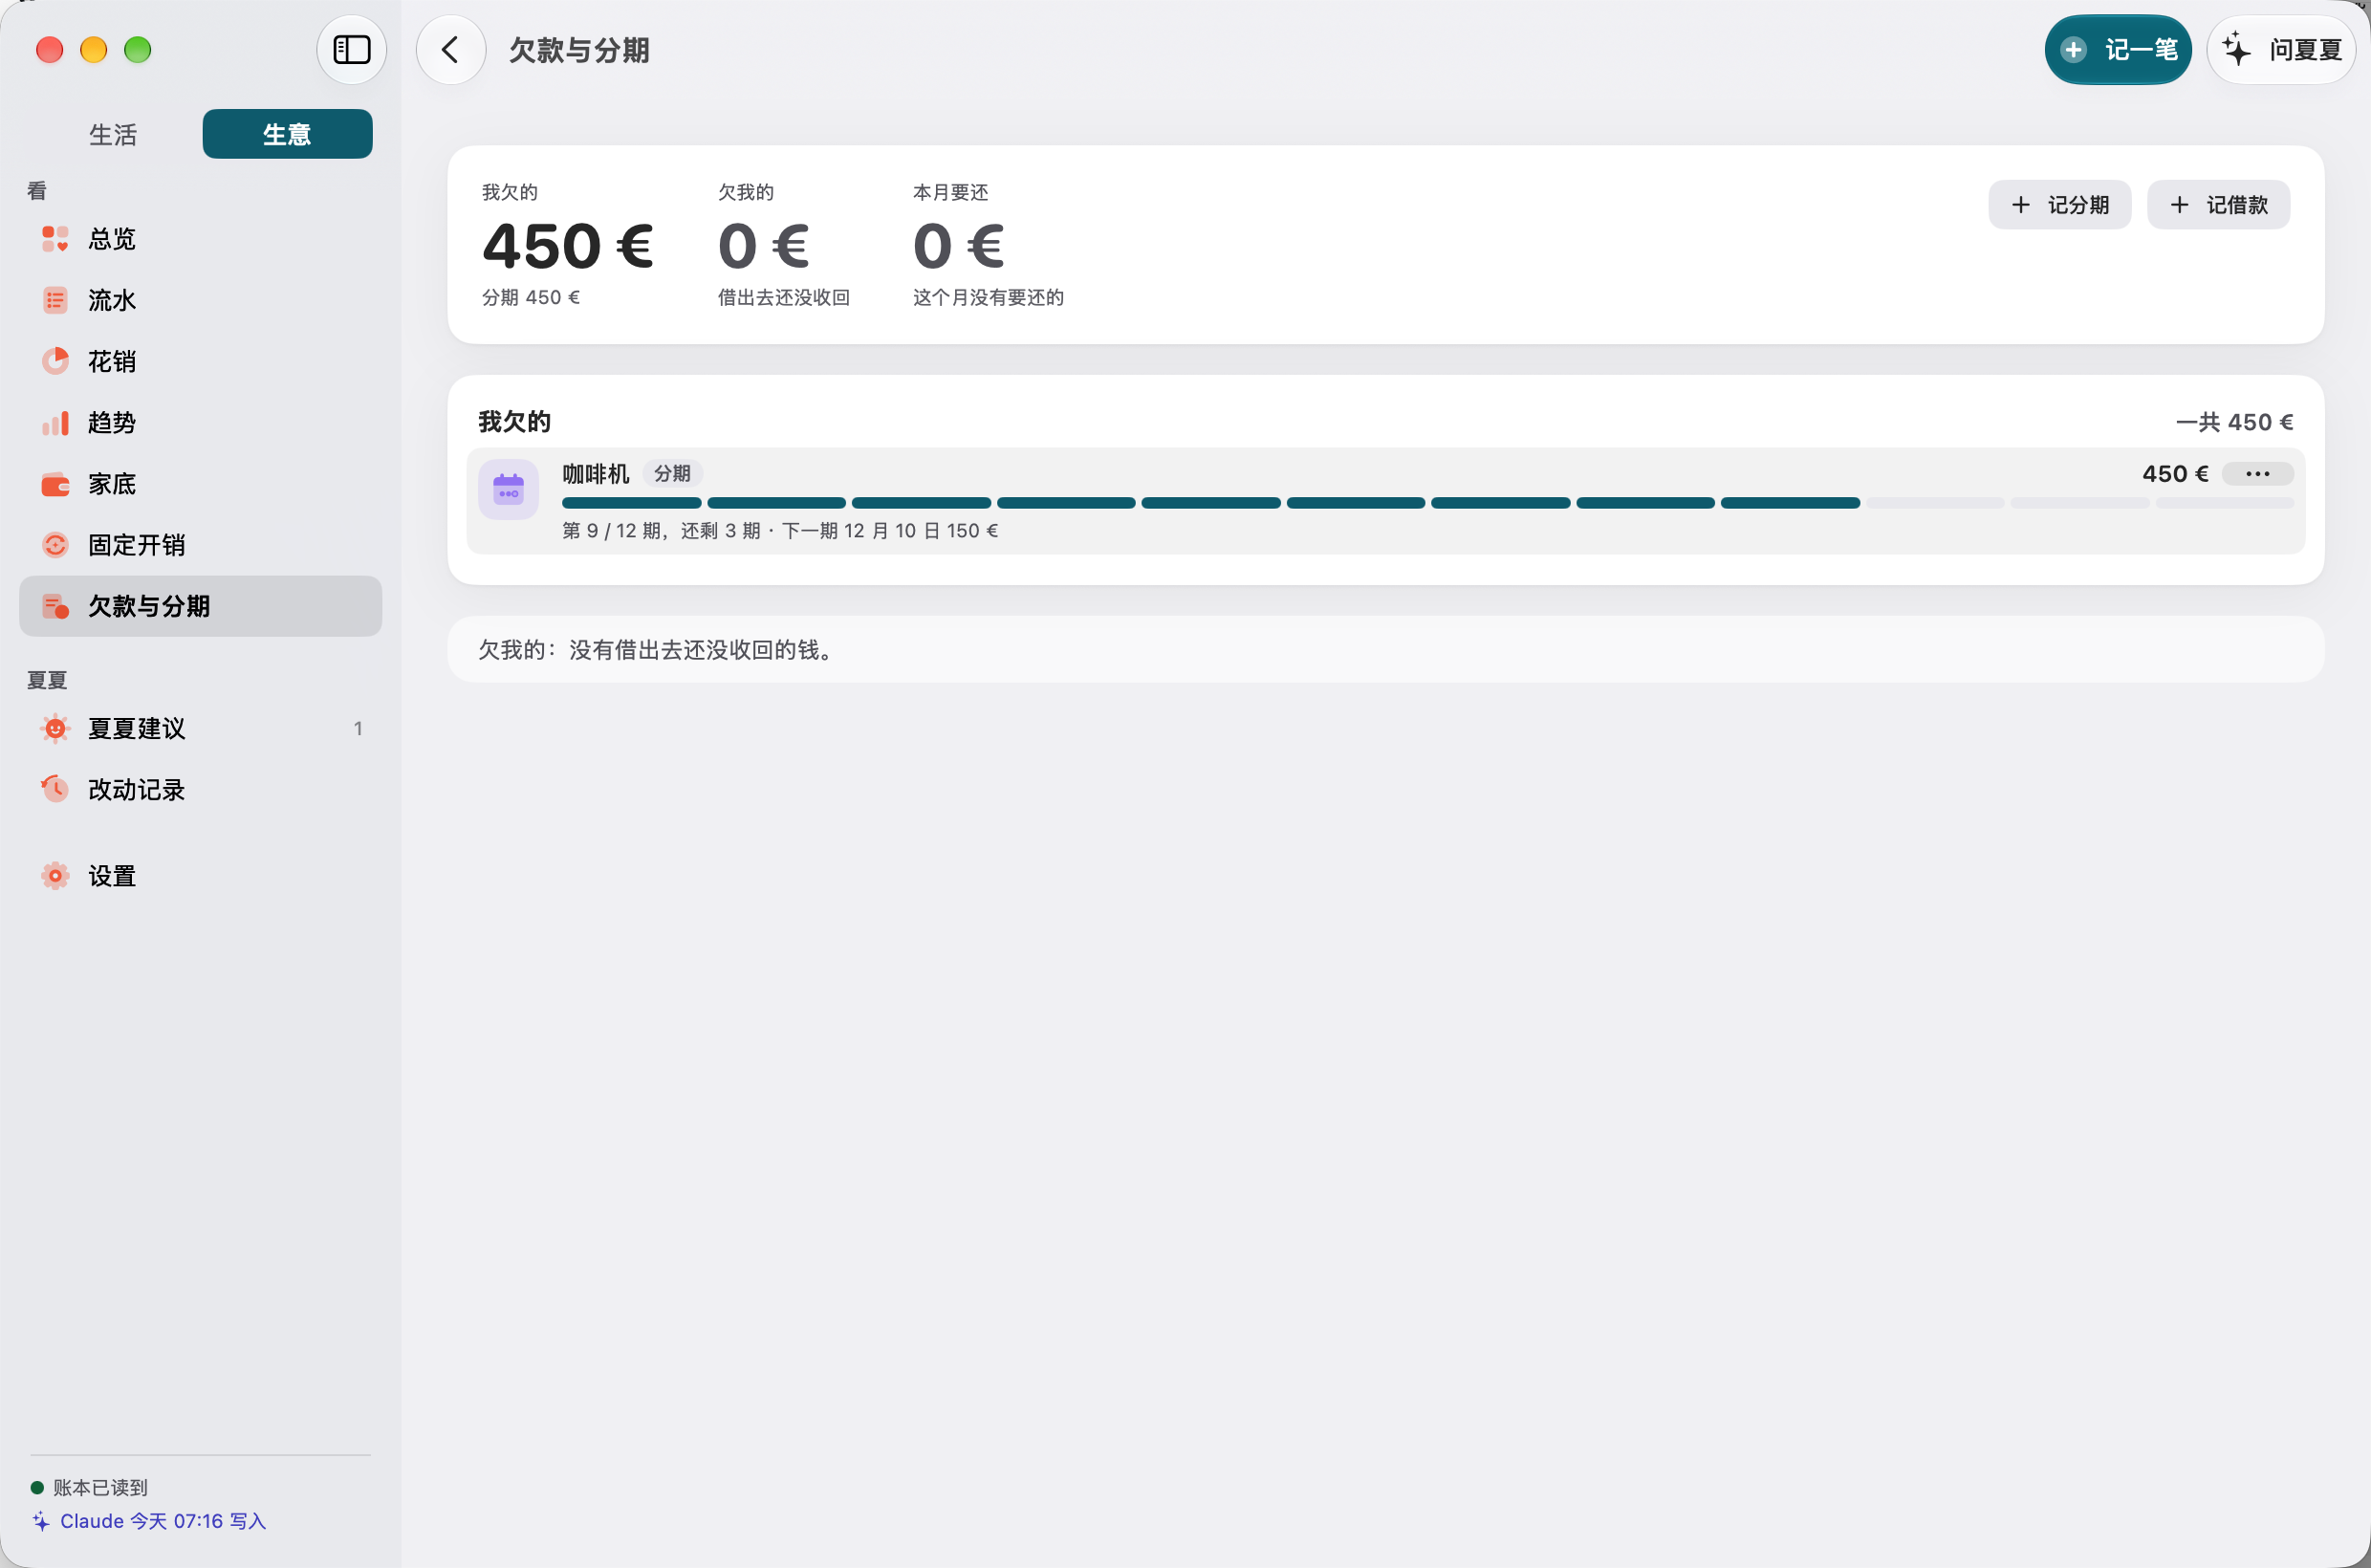 欠款与分期
记一笔
问夏夏
生活
生意
看
总览
流水
花销
趋势
家底
固定开销
欠款与分期
夏夏
夏夏建议
1
改动记录
设置
账本已读到
Claude 今天 07:16 写入
我欠的
450 €
分期 450 €
欠我的
0 €
借出去还没收回
本月要还
0 €
这个月没有要还的
记分期
记借款
我欠的
一共 450 €
咖啡机
分期
450 €
第 9 / 12 期，还剩 3 期 · 下一期 12 月 10 日 150 €
欠我的：没有借出去还没收回的钱。